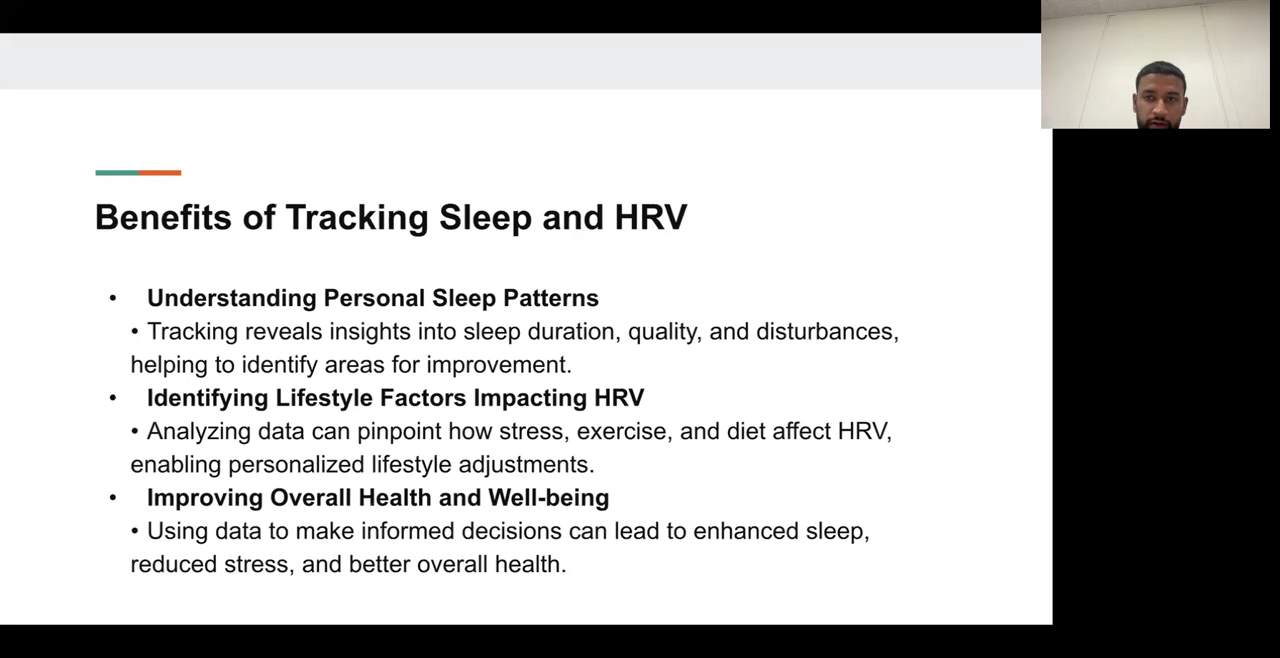 Benefits of Tracking Sleep and HRV
• Understanding Personal Sleep Patterns
• Tracking reveals insights into sleep duration, quality, and disturbances,
helping to identify areas for improvement.
• Identifying Lifestyle Factors Impacting HRV
• Analyzing data can pinpoint how stress, exercise, and diet affect HRV,
enabling personalized lifestyle adjustments.
• Improving Overall Health and Well-being
• Using data to make informed decisions can lead to enhanced sleep,
reduced stress, and better overall health.